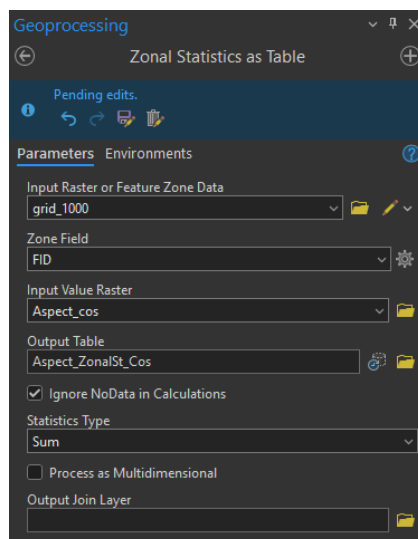 Geoprocessing
Zonal Statistics as Table
Pending edits.
Parameters Environments
Input Raster or Feature Zone Data
grid_1000
Zone Field
FID
Input Value Raster
Aspect_cos
Output Table
Aspect_ZonalSt_Cos
Ignore NoData in Calculations
Statistics Type
Sum
Process as Multidimensional
Output Join Layer